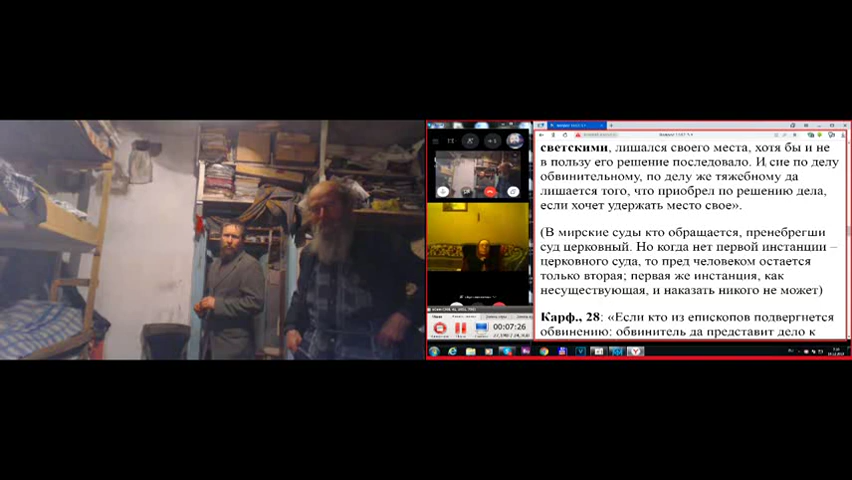 светскими, лишался своего места, хотя бы и не
в пользу его решение последовало. И сие по делу
обвинительному, по делу же тяжебному да
лишается того, что приобрел по решению дела,
если хочет удержать место свое».
(В мирские суды кто обращается, пренебрегши
суд церковный. Но когда нет первой инстанции –
церковного суда, то пред человеком остается
только вторая; первая же инстанция, как
несуществующая, и наказать никого не может)
Карф., 28: «Если кто из епископов подвергнется
обвинению: обвинитель да представит дело к
00:07:26